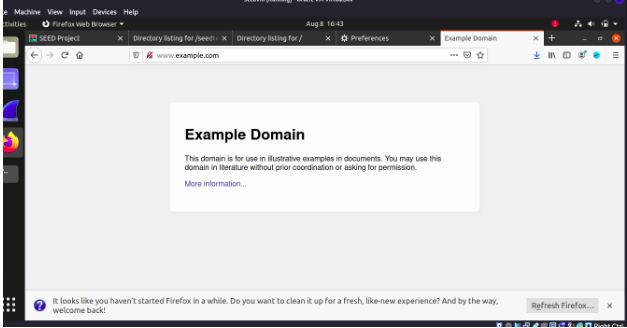 Machine View Input Devices Help
Firefox Web Browser Aug 8 16:43
SEED Project Directory listing for /seedl Directory listing for / Preferences Example Domain
www.example.com
Example Domain
This domain is for use in illustrative examples in documents. You may use this
domain in literature without prior coordination or asking for permission.
More information...
It looks like you haven't started Firefox in a while. Do you want to clean it up for a fresh, like-new experience? And by the way,
welcome back!
Refresh Firefox...
Right Ctrl